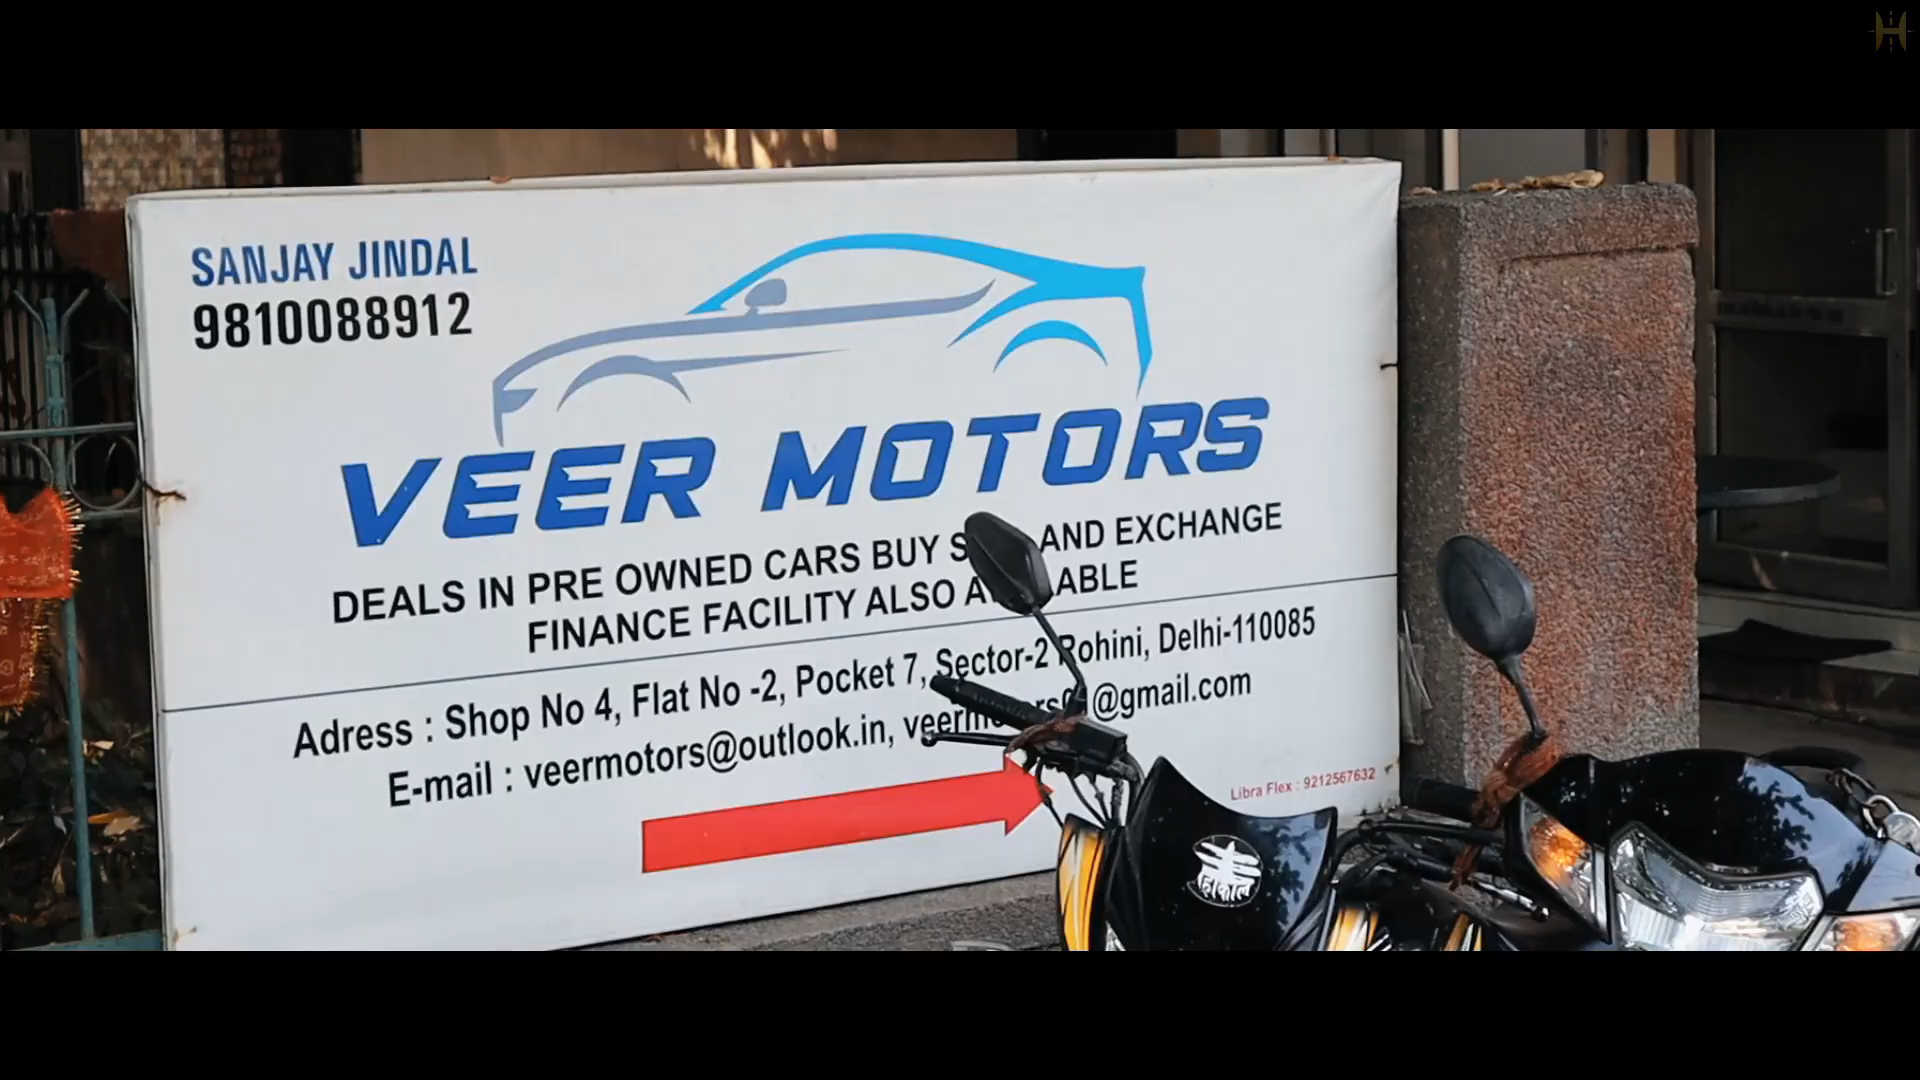 SANJAY JINDAL
9810088912
VEER MOTORS
DEALS IN PRE OWNED CARS BUY AND EXCHANGE
FINANCE FACILITY ALSO
Adress : Shop No 4, Flat No -2, Pocket 7, Sector-2 Rohini, Delhi-110085
E-mail : veermotors@outlook.in, @gmail.com
Libra Flex : 9212567632